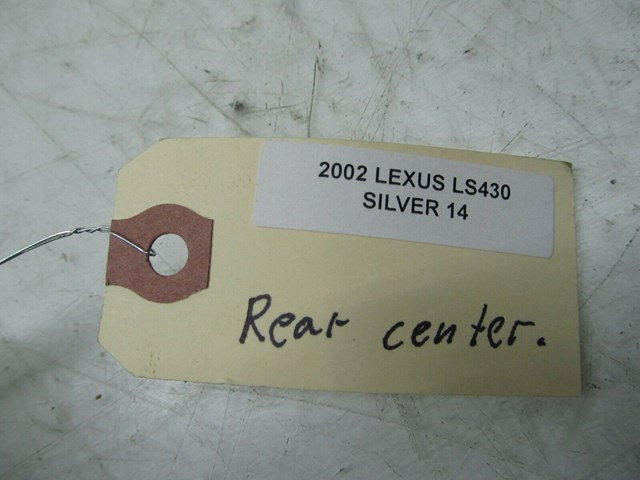 2002 LEXUS LS430
SILVER 14
Rear center.